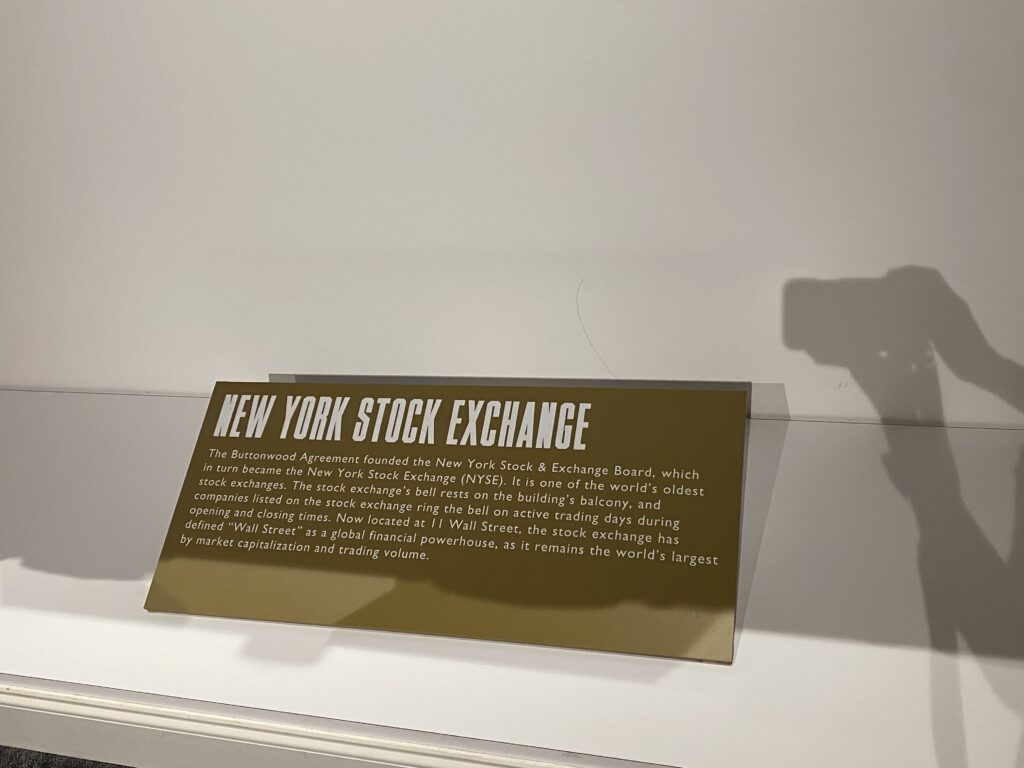 NEW YORK STOCK EXCHANGE
The Buttonwood Agreement founded the New York Stock & Exchange Board, which
in turn became the New York Stock Exchange (NYSE). It is one of the world's oldest
stock exchanges. The stock exchange's bell rests on the building's balcony, and
companies listed on the stock exchange ring the bell on active trading days during
opening and closing times. Now located at 11 Wall Street, the stock exchange has
defined “Wall Street” as a global financial powerhouse, as it remains the world's largest
by market capitalization and trading volume.